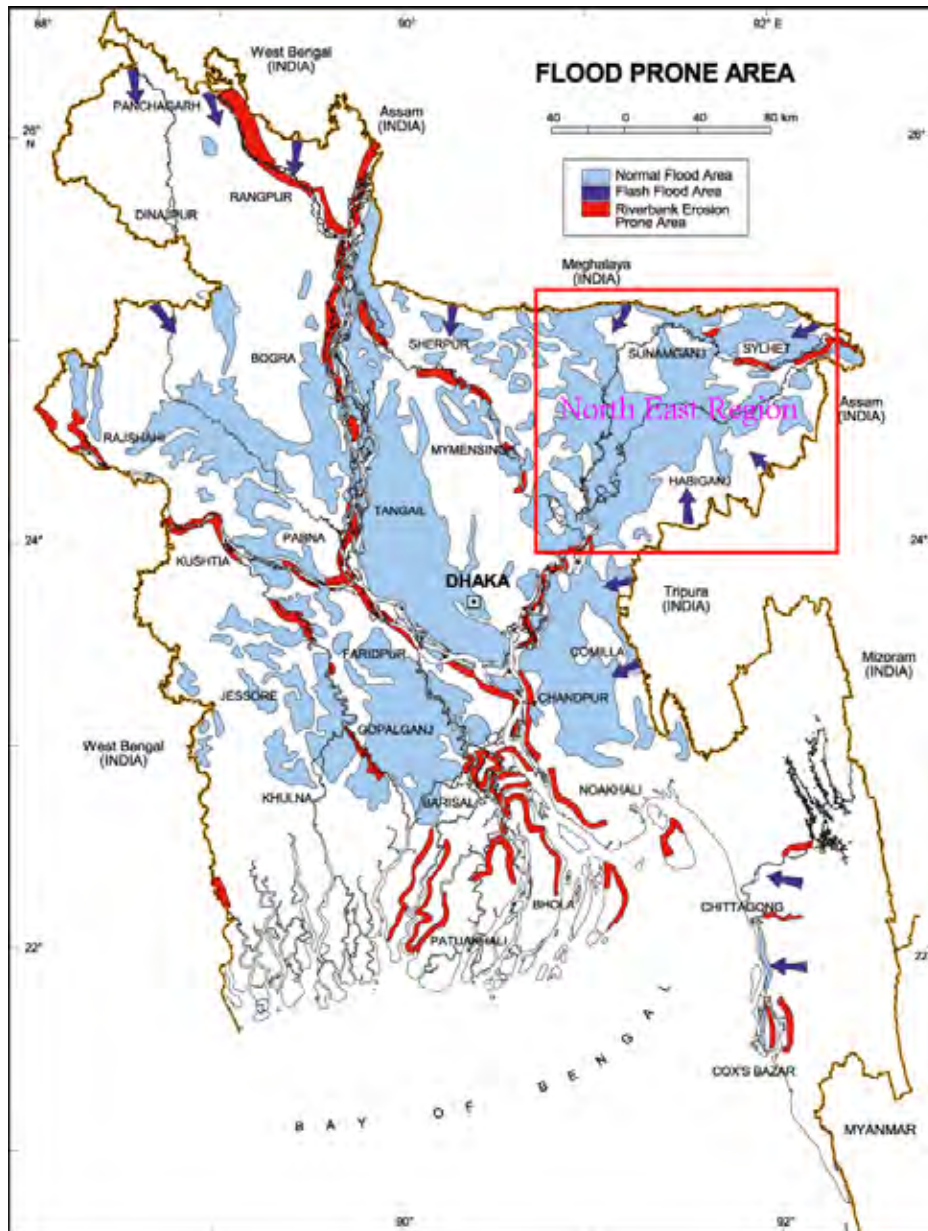 88
90
92 E
West Bengal
(INDIA)
FLOOD PRONE AREA
PANCHAGARH
Assam
(INDIA)
40 0 40 80 km
26°
N
26°
Normal Flood Area
Flash Flood Area
Riverbank Erosion
Prone Area
RANGPUR
DINAJPUR
Meghalaya
(INDIA)
SHERPUR
SUNAMGANJ
SYLHET
BOGRA
Assam
(INDIA)
North East Region
RAJSHAHI
MYMENSINGH
HABIGANJ
TANGAIL
PABNA
24°
24°
KUSHTIA
DHAKA
Tripura
(INDIA)
FARIDPUR
COMILLA
Mizoram
(INDIA)
JESSORE
CHANDPUR
GOPALGANJ
West Bengal
(INDIA)
KHULNA
BARISAL
NOAKHALI
BHOLA
CHITTAGONG
PATUAKHALI
22°
22
COX'S BAZAR
BAY OF BENGAL
MYANMAR
90
92